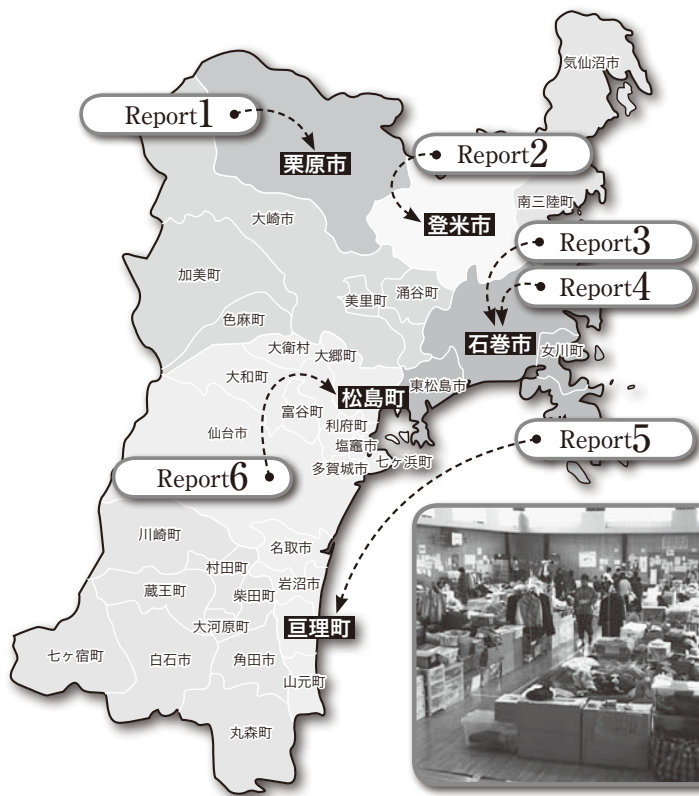 気仙沼市
Report1
Report2
栗原市
南三陸町
登米市
大崎市
Report3
加美町
涌谷町
Report4
美里町
色麻町
石巻市
女川町
大衡村
大郷町
東松島市
大和町
松島町
富谷町
利府町
仙台市
塩竈市
Report5
七ヶ浜町
多賀城市
Report6
川崎町
名取市
村田町
岩沼市
蔵王町
柴田町
大河原町
亘理町
七ヶ宿町
白石市
角田市
山元町
丸森町